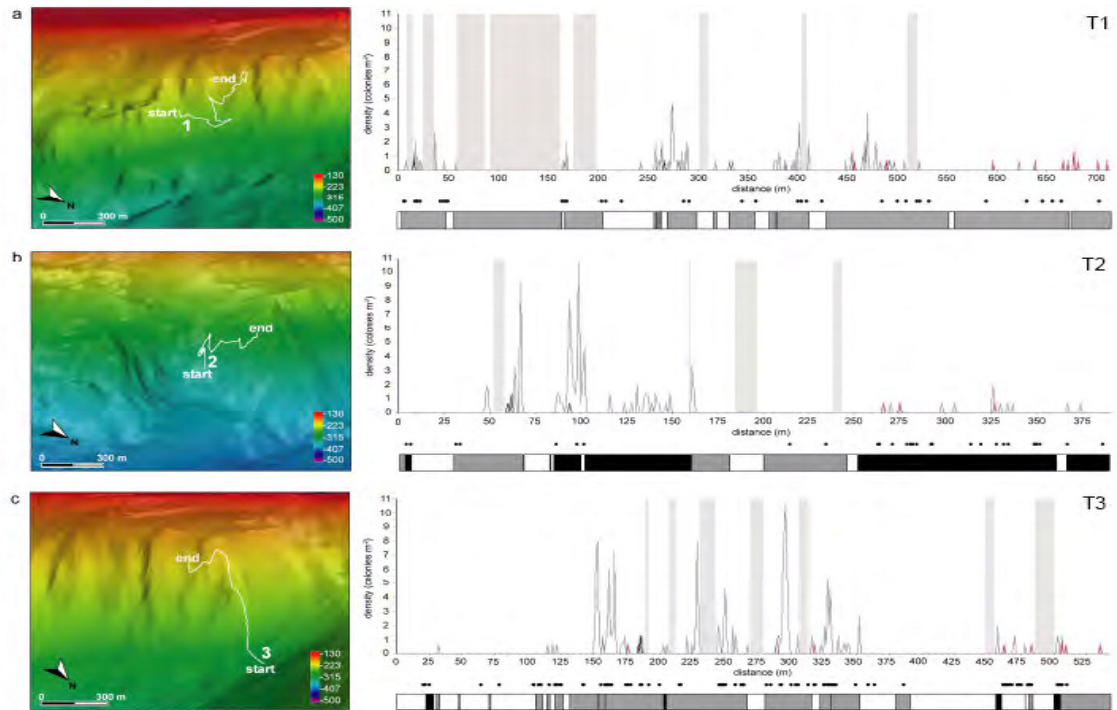 a
start
1
end
N
0 300 m
-130
-223
-316
-407
-500
T1
density (colonies m-2)
11
10
9
8
7
6
5
4
3
2
1
0 50 100 150 200 250 300 350 400 450 500 550 600 650 700
distance (m)
b
start
2
end
N
0 300 m
-130
-223
-315
-407
-500
T2
density (colonies m-2)
11
10
9
8
7
6
5
4
3
2
1
0 25 50 75 100 125 150 175 200 225 250 275 300 325 350 375
distance (m)
c
end
3
start
N
0 300 m
-130
-223
-315
-407
-500
T3
density (colonies m-2)
11
10
9
8
7
6
5
4
3
2
1
0 25 50 75 100 125 150 175 200 225 250 275 300 325 350 375 400 425 450 475 500 525
distance (m)